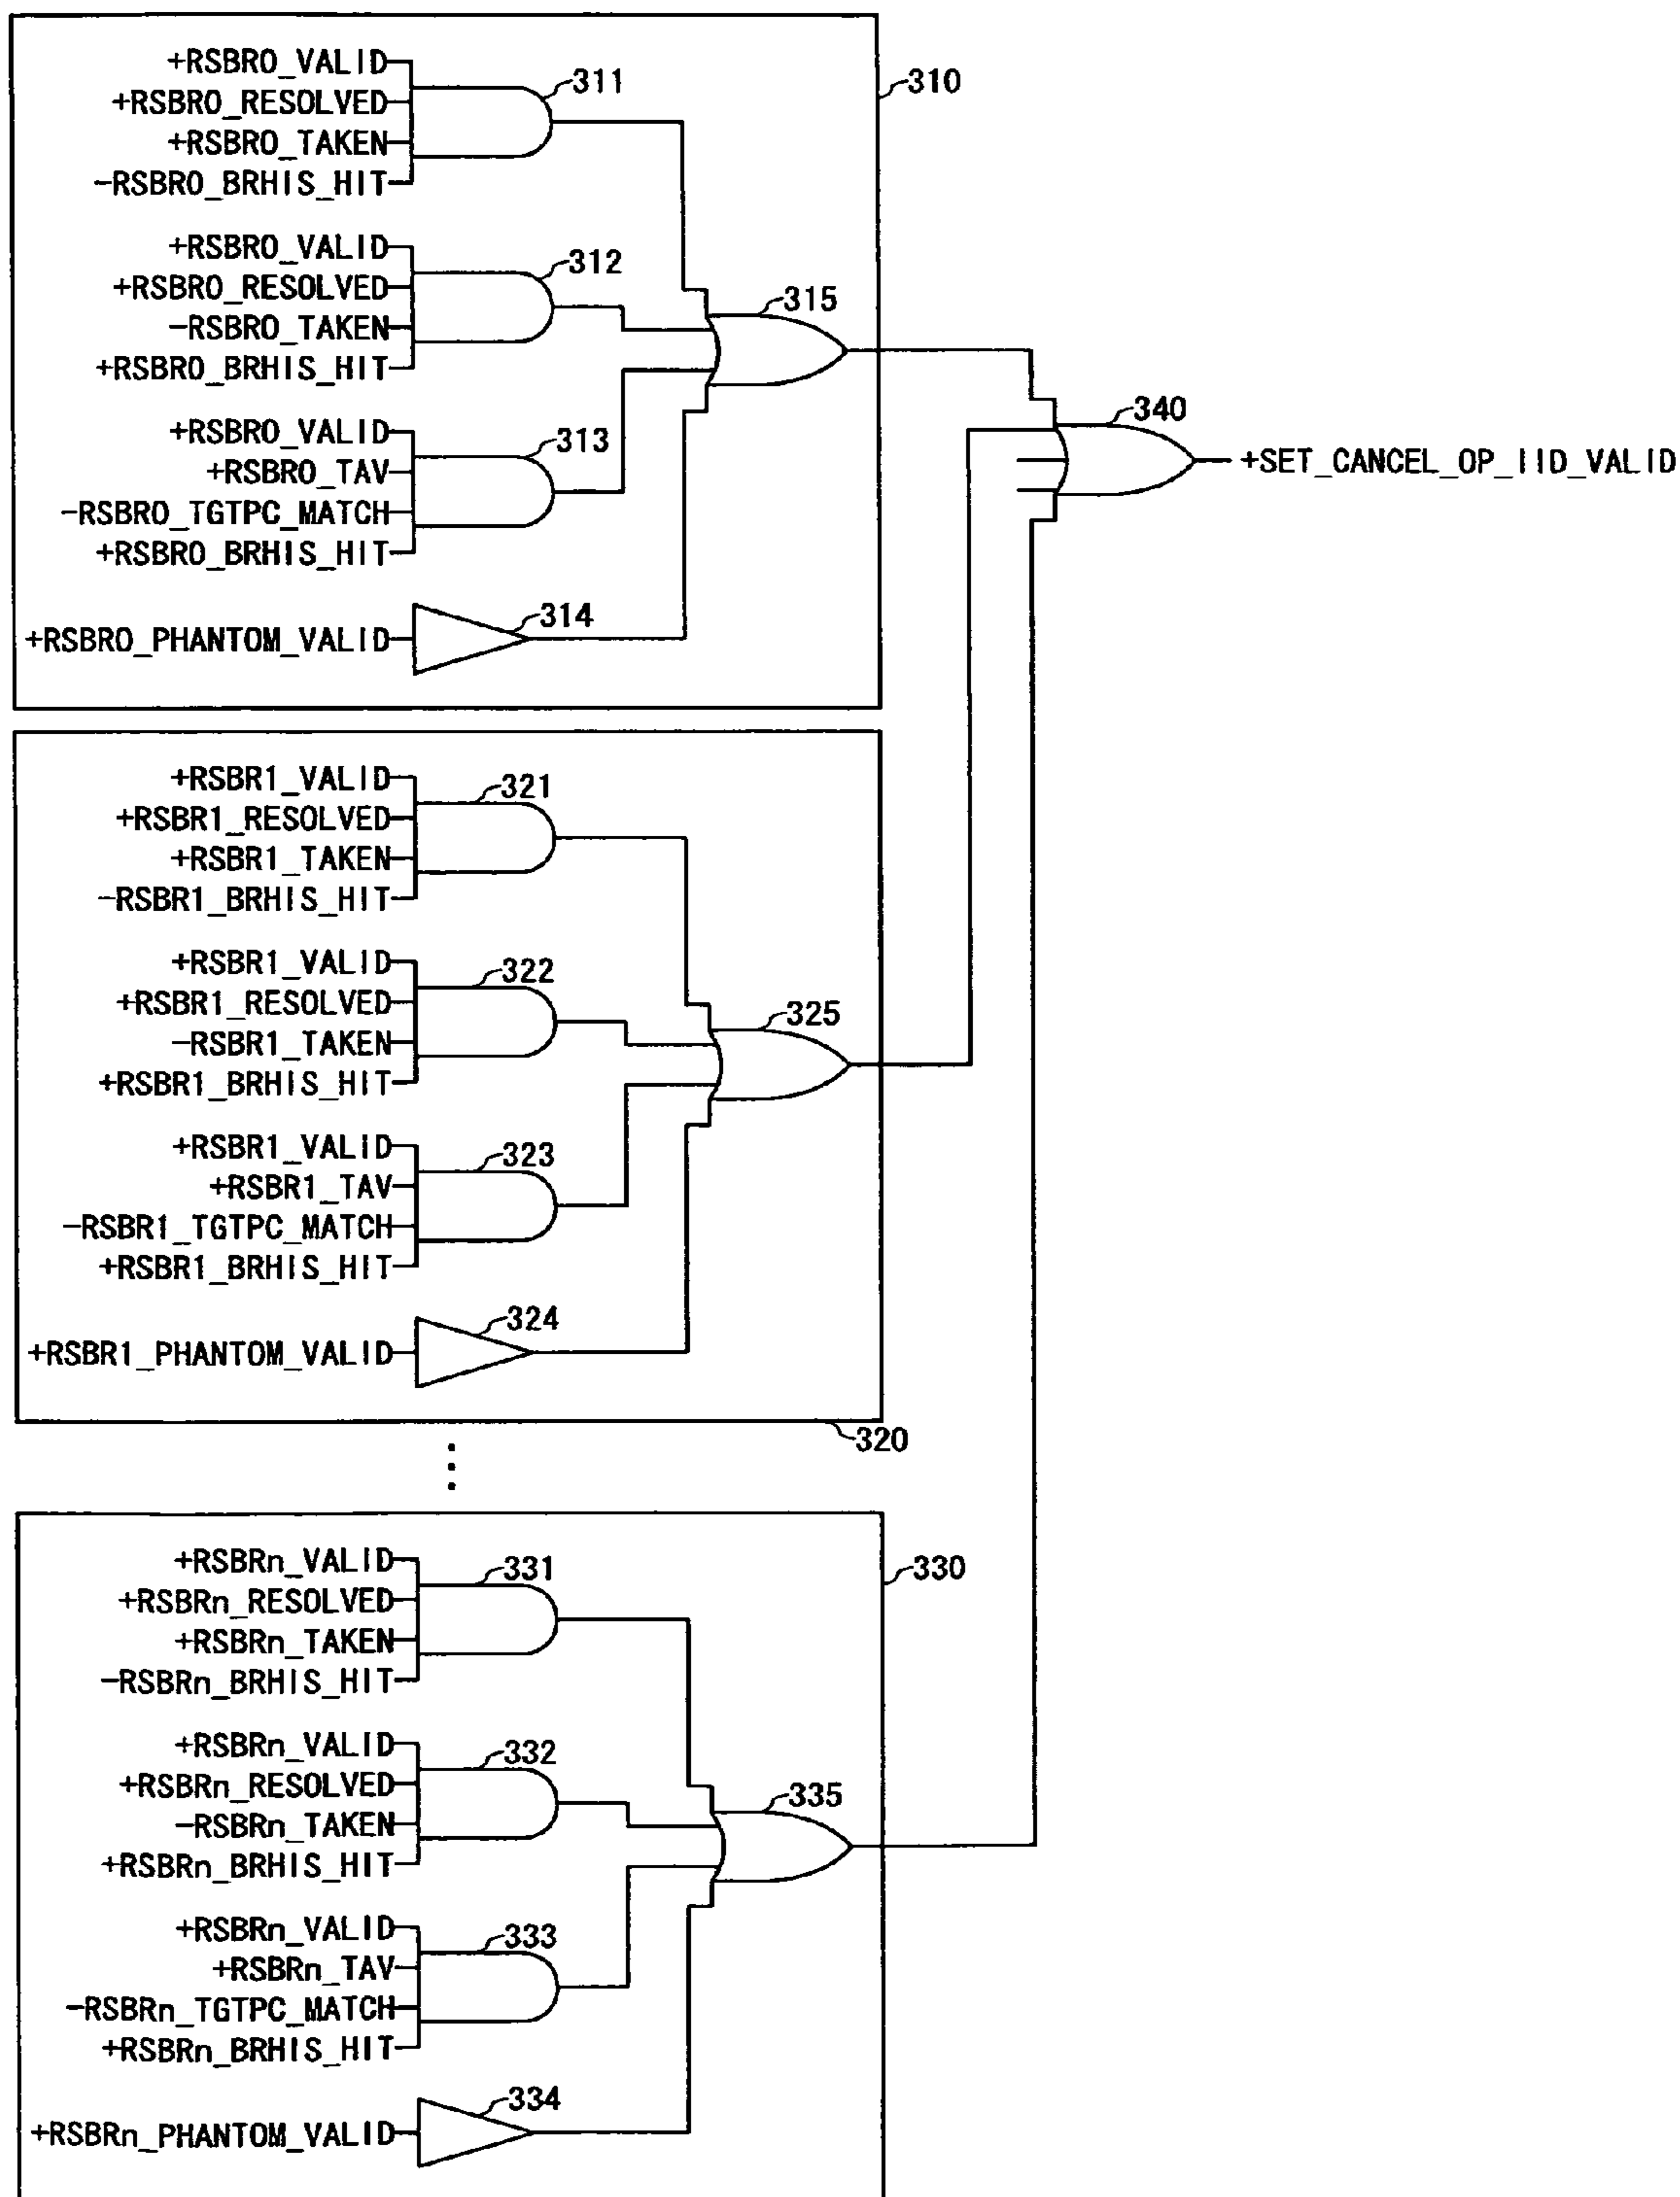 +RSBR0_VALID
311
310
+RSBR0_RESOLVED
+RSBR0_TAKEN
-RSBR0_BRHIS_HIT
+RSBR0_VALID
312
+RSBR0_RESOLVED
315
-RSBR0_TAKEN
+RSBR0_BRHIS_HIT
340
+RSBR0_VALID
313
+RSBR0_TAV
+SET_CANCEL_OP_IID_VALID
-RSBR0_TGTPC_MATCH
+RSBR0_BRHIS_HIT
314
+RSBR0_PHANTOM_VALID
+RSBR1_VALID
321
+RSBR1_RESOLVED
+RSBR1_TAKEN
-RSBR1_BRHIS_HIT
+RSBR1_VALID
322
+RSBR1_RESOLVED
325
-RSBR1_TAKEN
+RSBR1_BRHIS_HIT
+RSBR1_VALID
323
+RSBR1_TAV
-RSBR1_TGTPC_MATCH
+RSBR1_BRHIS_HIT
324
+RSBR1_PHANTOM_VALID
320
+RSBRn_VALID
331
330
+RSBRn_RESOLVED
+RSBRn_TAKEN
-RSBRn_BRHIS_HIT
+RSBRn_VALID
332
+RSBRn_RESOLVED
335
-RSBRn_TAKEN
+RSBRn_BRHIS_HIT
+RSBRn_VALID
333
+RSBRn_TAV
-RSBRn_TGTPC_MATCH
+RSBRn_BRHIS_HIT
334
+RSBRn_PHANTOM_VALID